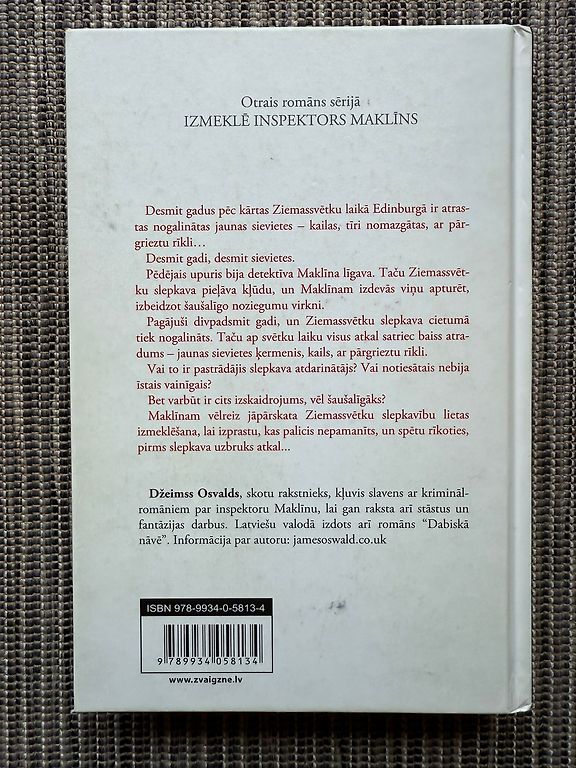 Otrais romāns sērijā
IZMEKLĒ INSPEKTORS MAKLĪNS
Desmit gadus pēc kārtas Ziemassvētku laikā Edinburgā ir atras-
tas nogalinātas jaunas sievietes – kailas, tīri nomazgātas, ar pār-
grieztu rīkli…
Desmit gadi, desmit sievietes.
Pēdējais upuris bija detektīva Maklīna līgava. Taču Ziemassvēt-
ku slepkava pieļāva kļūdu, un Maklīnam izdevās viņu apturēt,
izbeidzot šaušalīgo noziegumu virkni.
Pagājuši divpadsmit gadi, un Ziemassvētku slepkava cietumā
tiek nogalināts. Taču ap svētku laiku visus atkal satriec baiss atra-
dums – jaunas sievietes ķermenis, kails, ar pārgrieztu rīkli.
Vai to ir pastrādājis slepkava atdarinātājs? Vai notiesātais nebija
īstais vainīgais?
Bet varbūt ir cits izskaidrojums, vēl šaušalīgāks?
Maklīnam vēlreiz jāpārskata Ziemassvētku slepkavību lietas
izmeklēšana, lai izprastu, kas palicis nepamanīts, un spētu rīkoties,
pirms slepkava uzbruks atkal...
Džeimss Osvalds, skotu rakstnieks, kļuvis slavens ar krimināl-
romāniem par inspektoru Maklīnu, lai gan raksta arī stāstus un
fantāzijas darbus. Latviešu valodā izdots arī romāns “Dabiskā
nāvē”. Informācija par autoru: jamesoswald.co.uk
ISBN 978-9934-0-5813-4
9 789934 058134
www.zvaigzne.lv